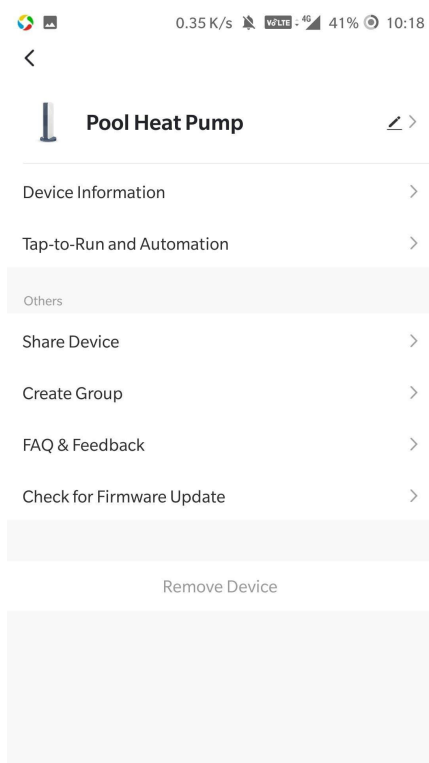 0.35 K/s VoLTE 4G 41% 10:18
Pool Heat Pump
Device Information
Tap-to-Run and Automation
Others
Share Device
Create Group
FAQ & Feedback
Check for Firmware Update
Remove Device